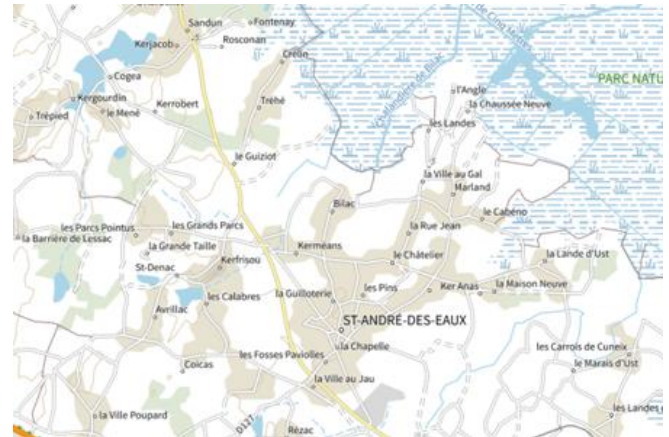 Sandun
Fontenay
Kerjacob
Rosconan
de Cinq Mètres
Crélin
Cogea
PARC NATU
l'Angle
Kergourdin
Kerrobert
Tréhé
la Chaussée Neuve
Trépied
le Mené
les Landes
le Guiziot
la Ville au Gal
Marland
Bilac
le Cabéno
les Parcs Pointus
les Grands Parcs
la Rue Jean
la Barrière de Lessac
la Grande Taille
Kermeans
St-Denac
Kerfrisou
le Châtelier
la Lande d'Ust
la Guilloterie
les Pins
Ker Anas
la Maison Neuve
les Calabres
Avrillac
ST-ANDRÉ-DES-EAUX
la Chapelle
les Carrois de Cuneix
les Fosses Paviolles
le Marais d'Ust
Coicas
la Ville au Jau
la Ville Poupard
D127
Rézac
les Landes